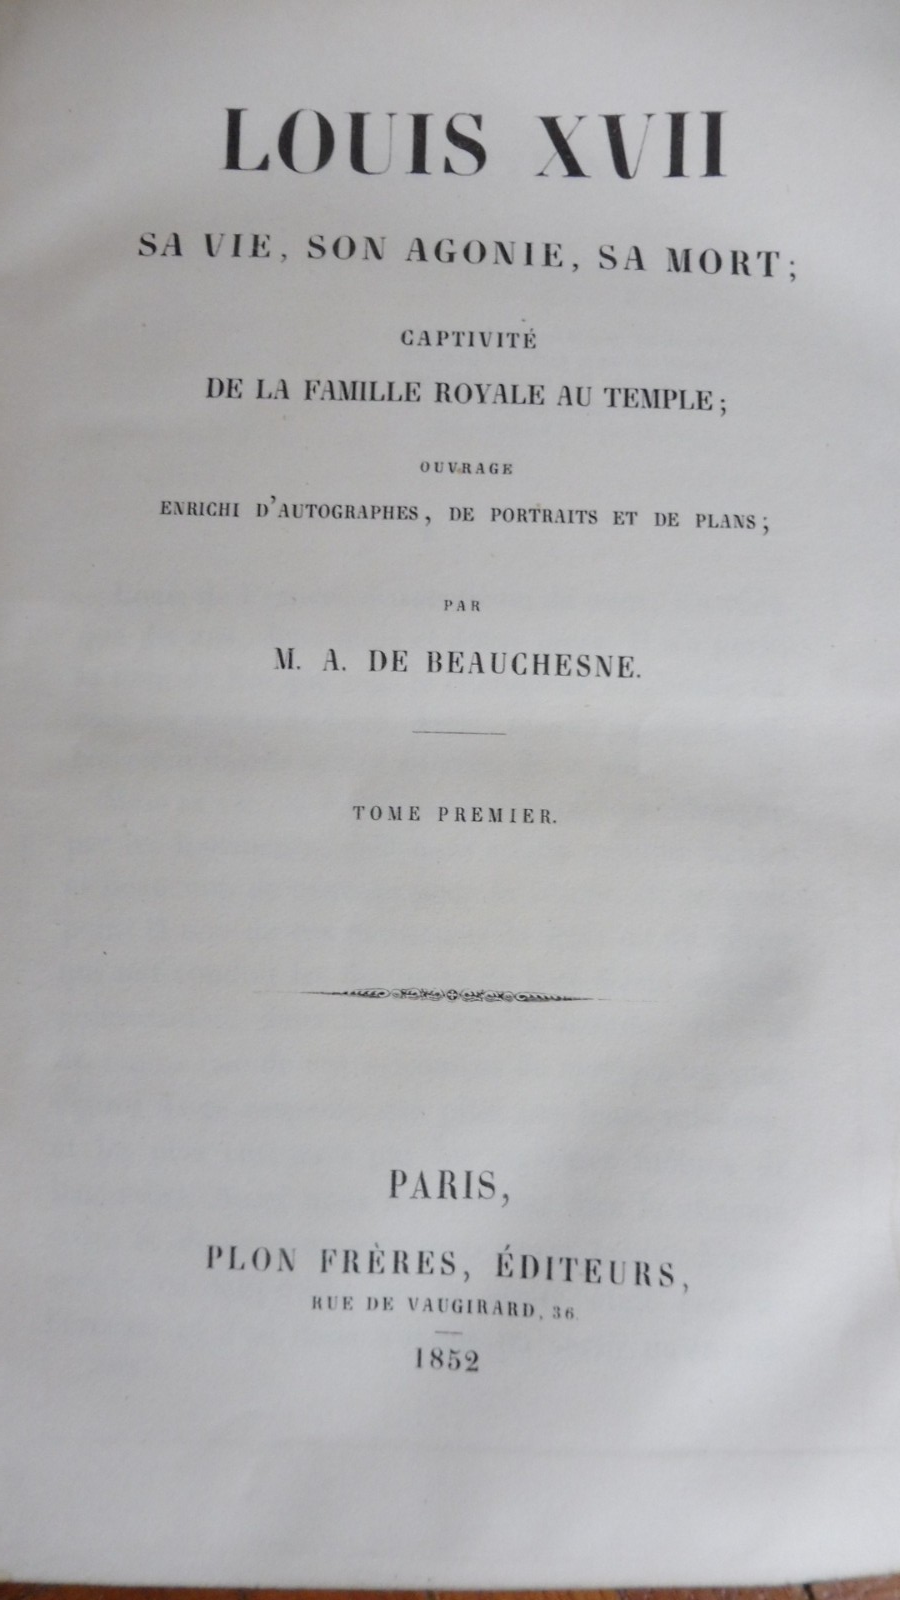 LOUIS XVII
SA VIE, SON AGONIE, SA MORT;
CAPTIVITÉ
DE LA FAMILLE ROYALE AU TEMPLE;
OUVRAGE
ENRICHI D'AUTOGRAPHES, DE PORTRAITS ET DE PLANS;
PAR
M. A. DE BEAUCHESNE.
TOME PREMIER.
PARIS,
PLON FRÈRES, ÉDITEURS,
RUE DE VAUGIRARD, 36.
1852